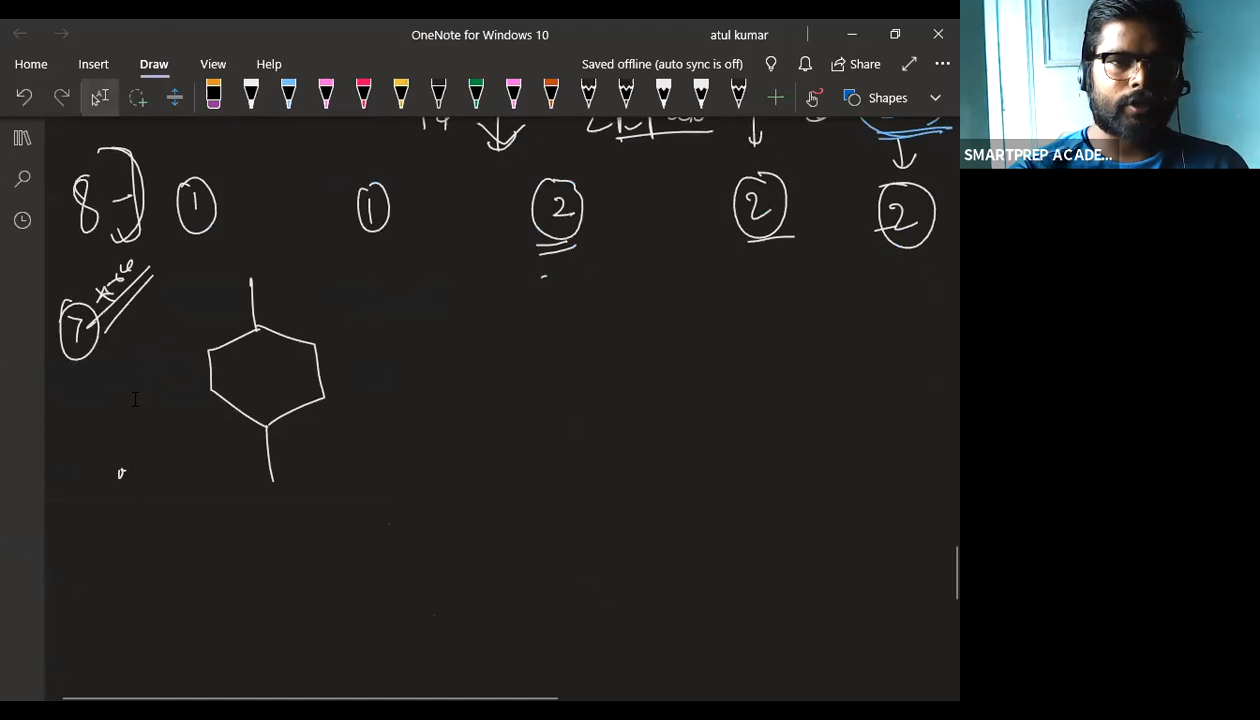 OneNote for Windows 10
atul kumar
Home Insert Draw View Help
Saved offline (auto sync is off)
Share
Shapes
SMARTPREP ACADE...
14
8 → 1 1 2 2 2
7